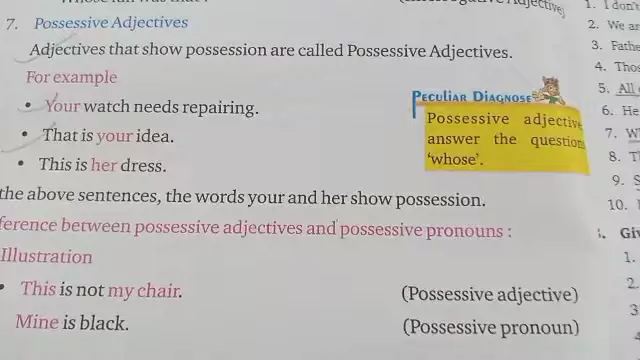 7. Possessive Adjectives
Adjectives that show possession are called Possessive Adjectives.
For example
• Your watch needs repairing.
• That is your idea.
• This is her dress.
PECULIAR DIAGNOSE
Possessive adjective
answer the question
'whose'.
the above sentences, the words your and her show possession.
ference between possessive adjectives and possessive pronouns :
Illustration
• This is not my chair. (Possessive adjective)
Mine is black. (Possessive pronoun)
1. I don't
2. We ar
3. Fathe
4. Thos
5. All
6. He
7. W
8. T
9. S
10.
Giv
1.
2.
3